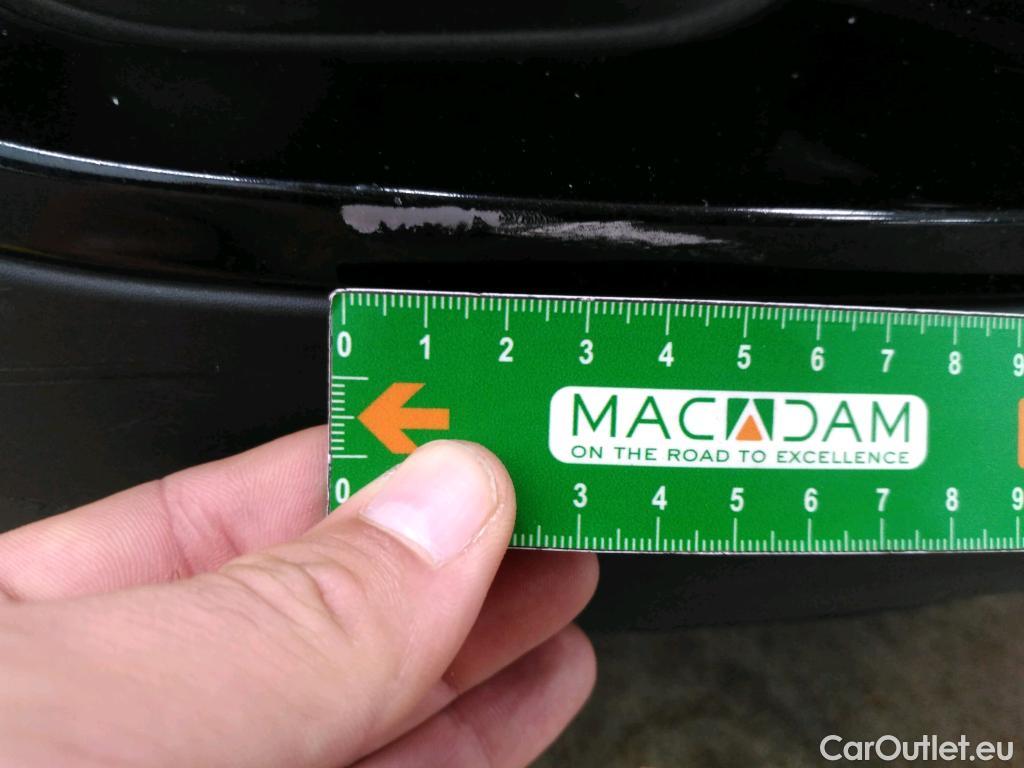 0 1 2 3 4 5 6 7 8 9
MACADAM
ON THE ROAD TO EXCELLENCE
0 3 4 5 6 7 8 9
CarOutlet.eu